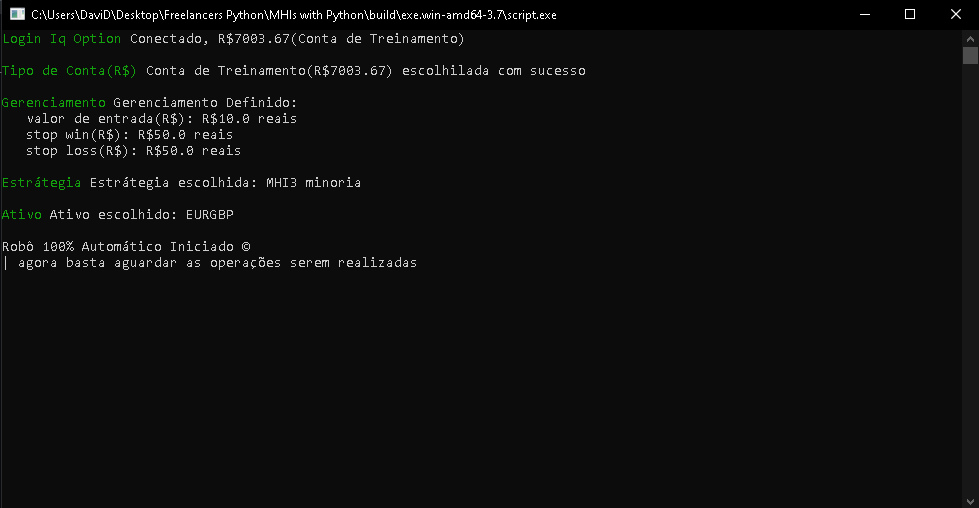 C:\Users\DaviD\Desktop\Freelancers Python\MHIs with Python\build\exe.win-amd64-3.7\script.exe
Login Iq Option Conectado, R$7003.67(Conta de Treinamento)
Tipo de Conta(R$) Conta de Treinamento(R$7003.67) escolhilada com sucesso
Gerenciamento Gerenciamento Definido:
valor de entrada(R$): R$10.0 reais
stop win(R$): R$50.0 reais
stop loss(R$): R$50.0 reais
Estrátegia Estrátegia escolhida: MHI3 minoria
Ativo Ativo escolhido: EURGBP
Robô 100% Automático Iniciado ©
| agora basta aguardar as operações serem realizadas